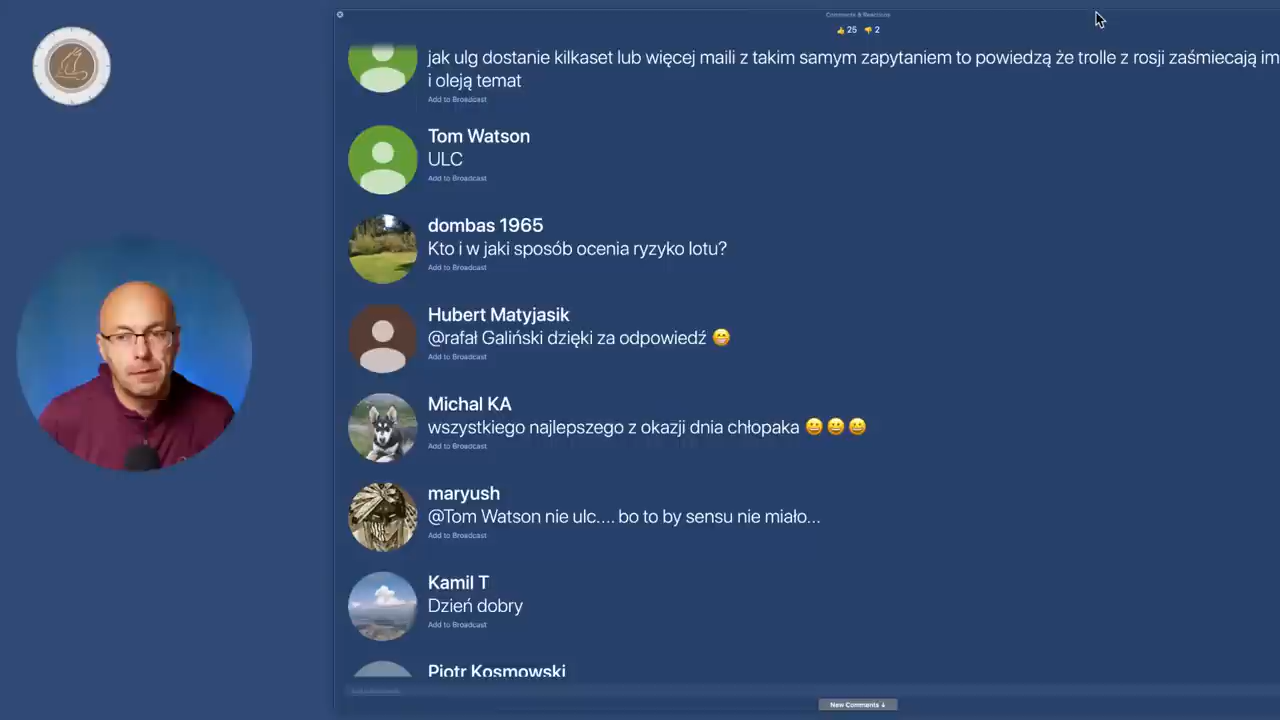 Comments & Reactions
👍 26 👎 2
jak ulg dostanie kilkaset lub więcej maili z takim samym zapytaniem to powiedzą że trolle z rosji zaśmiecają im
i oleją temat
Add to Broadcast
Tom Watson
ULC
Add to Broadcast
dombas 1965
Kto i w jaki sposób ocenia ryzyko lotu?
Add to Broadcast
Hubert Matyjasik
@rafał Galiński dzięki za odpowiedź 😁
Add to Broadcast
Michal KA
wszystkiego najlepszego z okazji dnia chłopaka 😀😀😀
Add to Broadcast
maryush
@Tom Watson nie ulc.... bo to by sensu nie miało...
Add to Broadcast
Kamil T
Dzień dobry
Add to Broadcast
Piotr Kosmowski
New Comments ↓